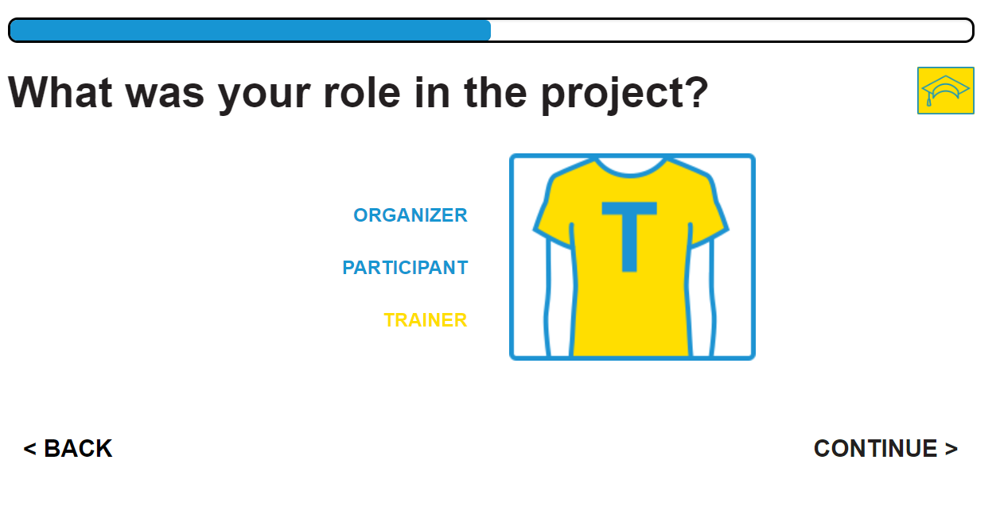 What was your role in the project?
ORGANIZER
PARTICIPANT
TRAINER
T
< BACK
CONTINUE >